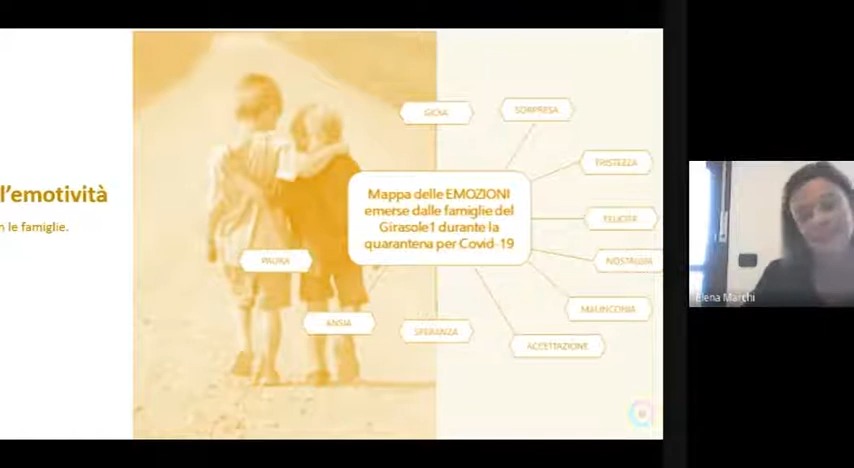 l'emotività
n le famiglie.
GIOIA
SORPRESA
TRISTEZZA
Mappa delle EMOZIONI
emerse dalle famiglie del
Girasole1 durante la
quarantena per Covid-19
FELICITÀ
PAURA
NOSTALGIA
MALINCONIA
ANSIA
SPERANZA
ACCETTAZIONE
Elena Marchi